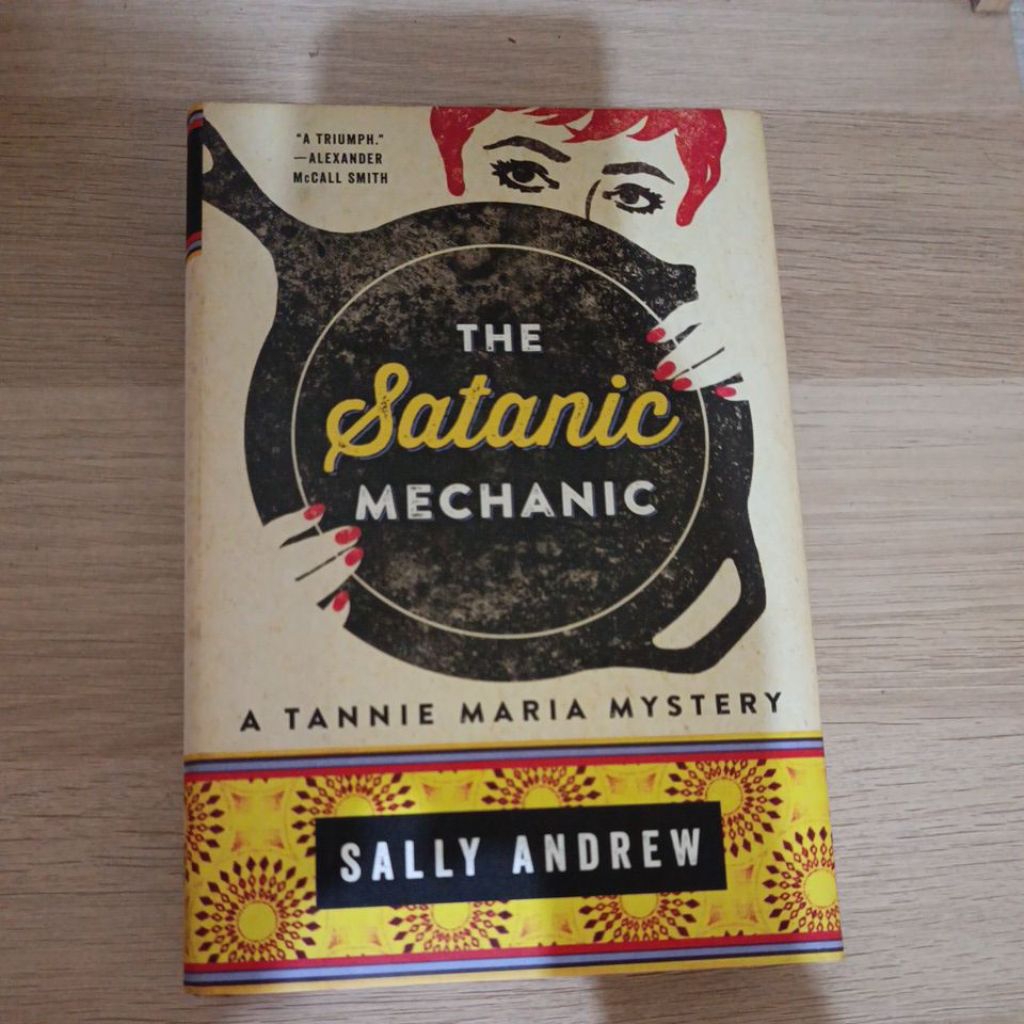 "A TRIUMPH."
—ALEXANDER
McCALL SMITH
THE
Satanic
MECHANIC
A TANNIE MARIA MYSTERY
SALLY ANDREW